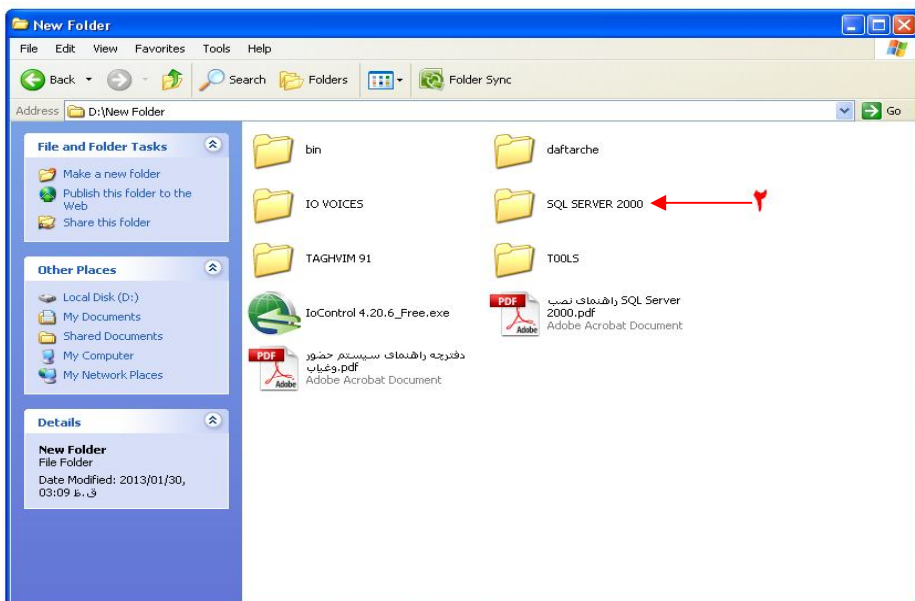 New Folder
File Edit View Favorites Tools Help
Back Search Folders Folder Sync
Address D:\New Folder Go
File and Folder Tasks
Make a new folder
Publish this folder to the
Web
Share this folder
Other Places
Local Disk (D:)
My Documents
Shared Documents
My Computer
My Network Places
Details
New Folder
File Folder
Date Modified: 2013/01/30,
03:09 ق.ظ
bin
daftarche
IO VOICES
SQL SERVER 2000
۲
TAGHVIM 91
TOOLS
IoControl 4.20.6_Free.exe
PDF
Adobe
راهنمای نصب SQL Server
2000.pdf
Adobe Acrobat Document
PDF
Adobe
دفترچه راهنمای سیستم حضور
وغیاب.pdf
Adobe Acrobat Document